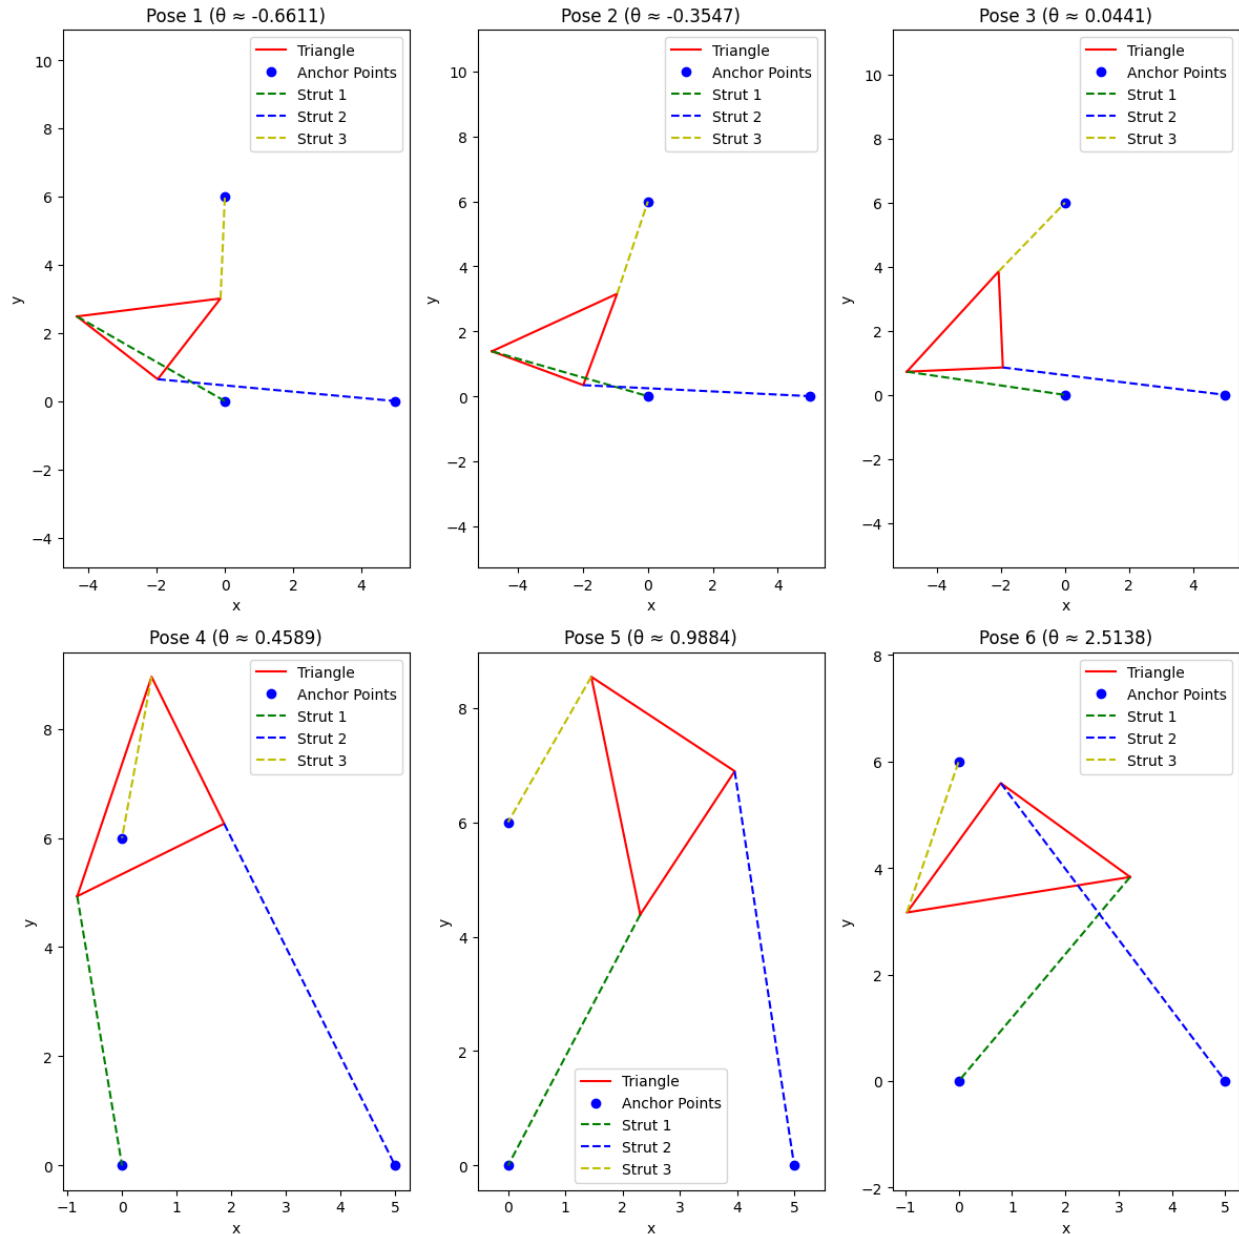 Pose 1 (θ ≈ -0.6611)
Triangle
Anchor Points
Strut 1
Strut 2
Strut 3
10
8
6
4
2
0
−2
−4
y
−4
−2
0
2
4
x
Pose 2 (θ ≈ -0.3547)
Triangle
Anchor Points
Strut 1
Strut 2
Strut 3
10
8
6
4
2
0
−2
−4
y
−4
−2
0
2
4
x
Pose 3 (θ ≈ 0.0441)
Triangle
Anchor Points
Strut 1
Strut 2
Strut 3
10
8
6
4
2
0
−2
−4
y
−4
−2
0
2
4
x
Pose 4 (θ ≈ 0.4589)
Triangle
Anchor Points
Strut 1
Strut 2
Strut 3
8
6
4
2
0
y
−1
0
1
2
3
4
5
x
Pose 5 (θ ≈ 0.9884)
8
6
4
2
0
y
Triangle
Anchor Points
Strut 1
Strut 2
Strut 3
0
1
2
3
4
5
x
Pose 6 (θ ≈ 2.5138)
Triangle
Anchor Points
Strut 1
Strut 2
Strut 3
8
6
4
2
0
−2
y
−1
0
1
2
3
4
5
x